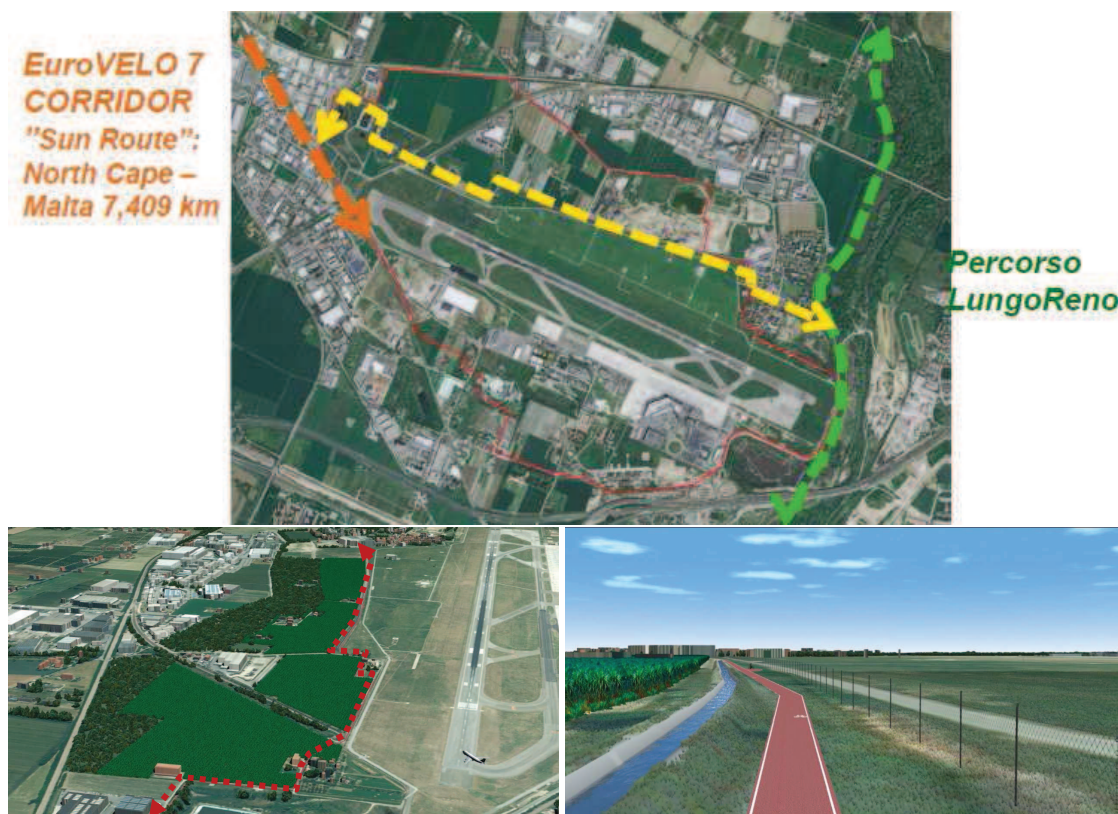 EuroVELO 7
CORRIDOR
"Sun Route":
North Cape –
Malta 7,409 km
Percorso
LungoReno